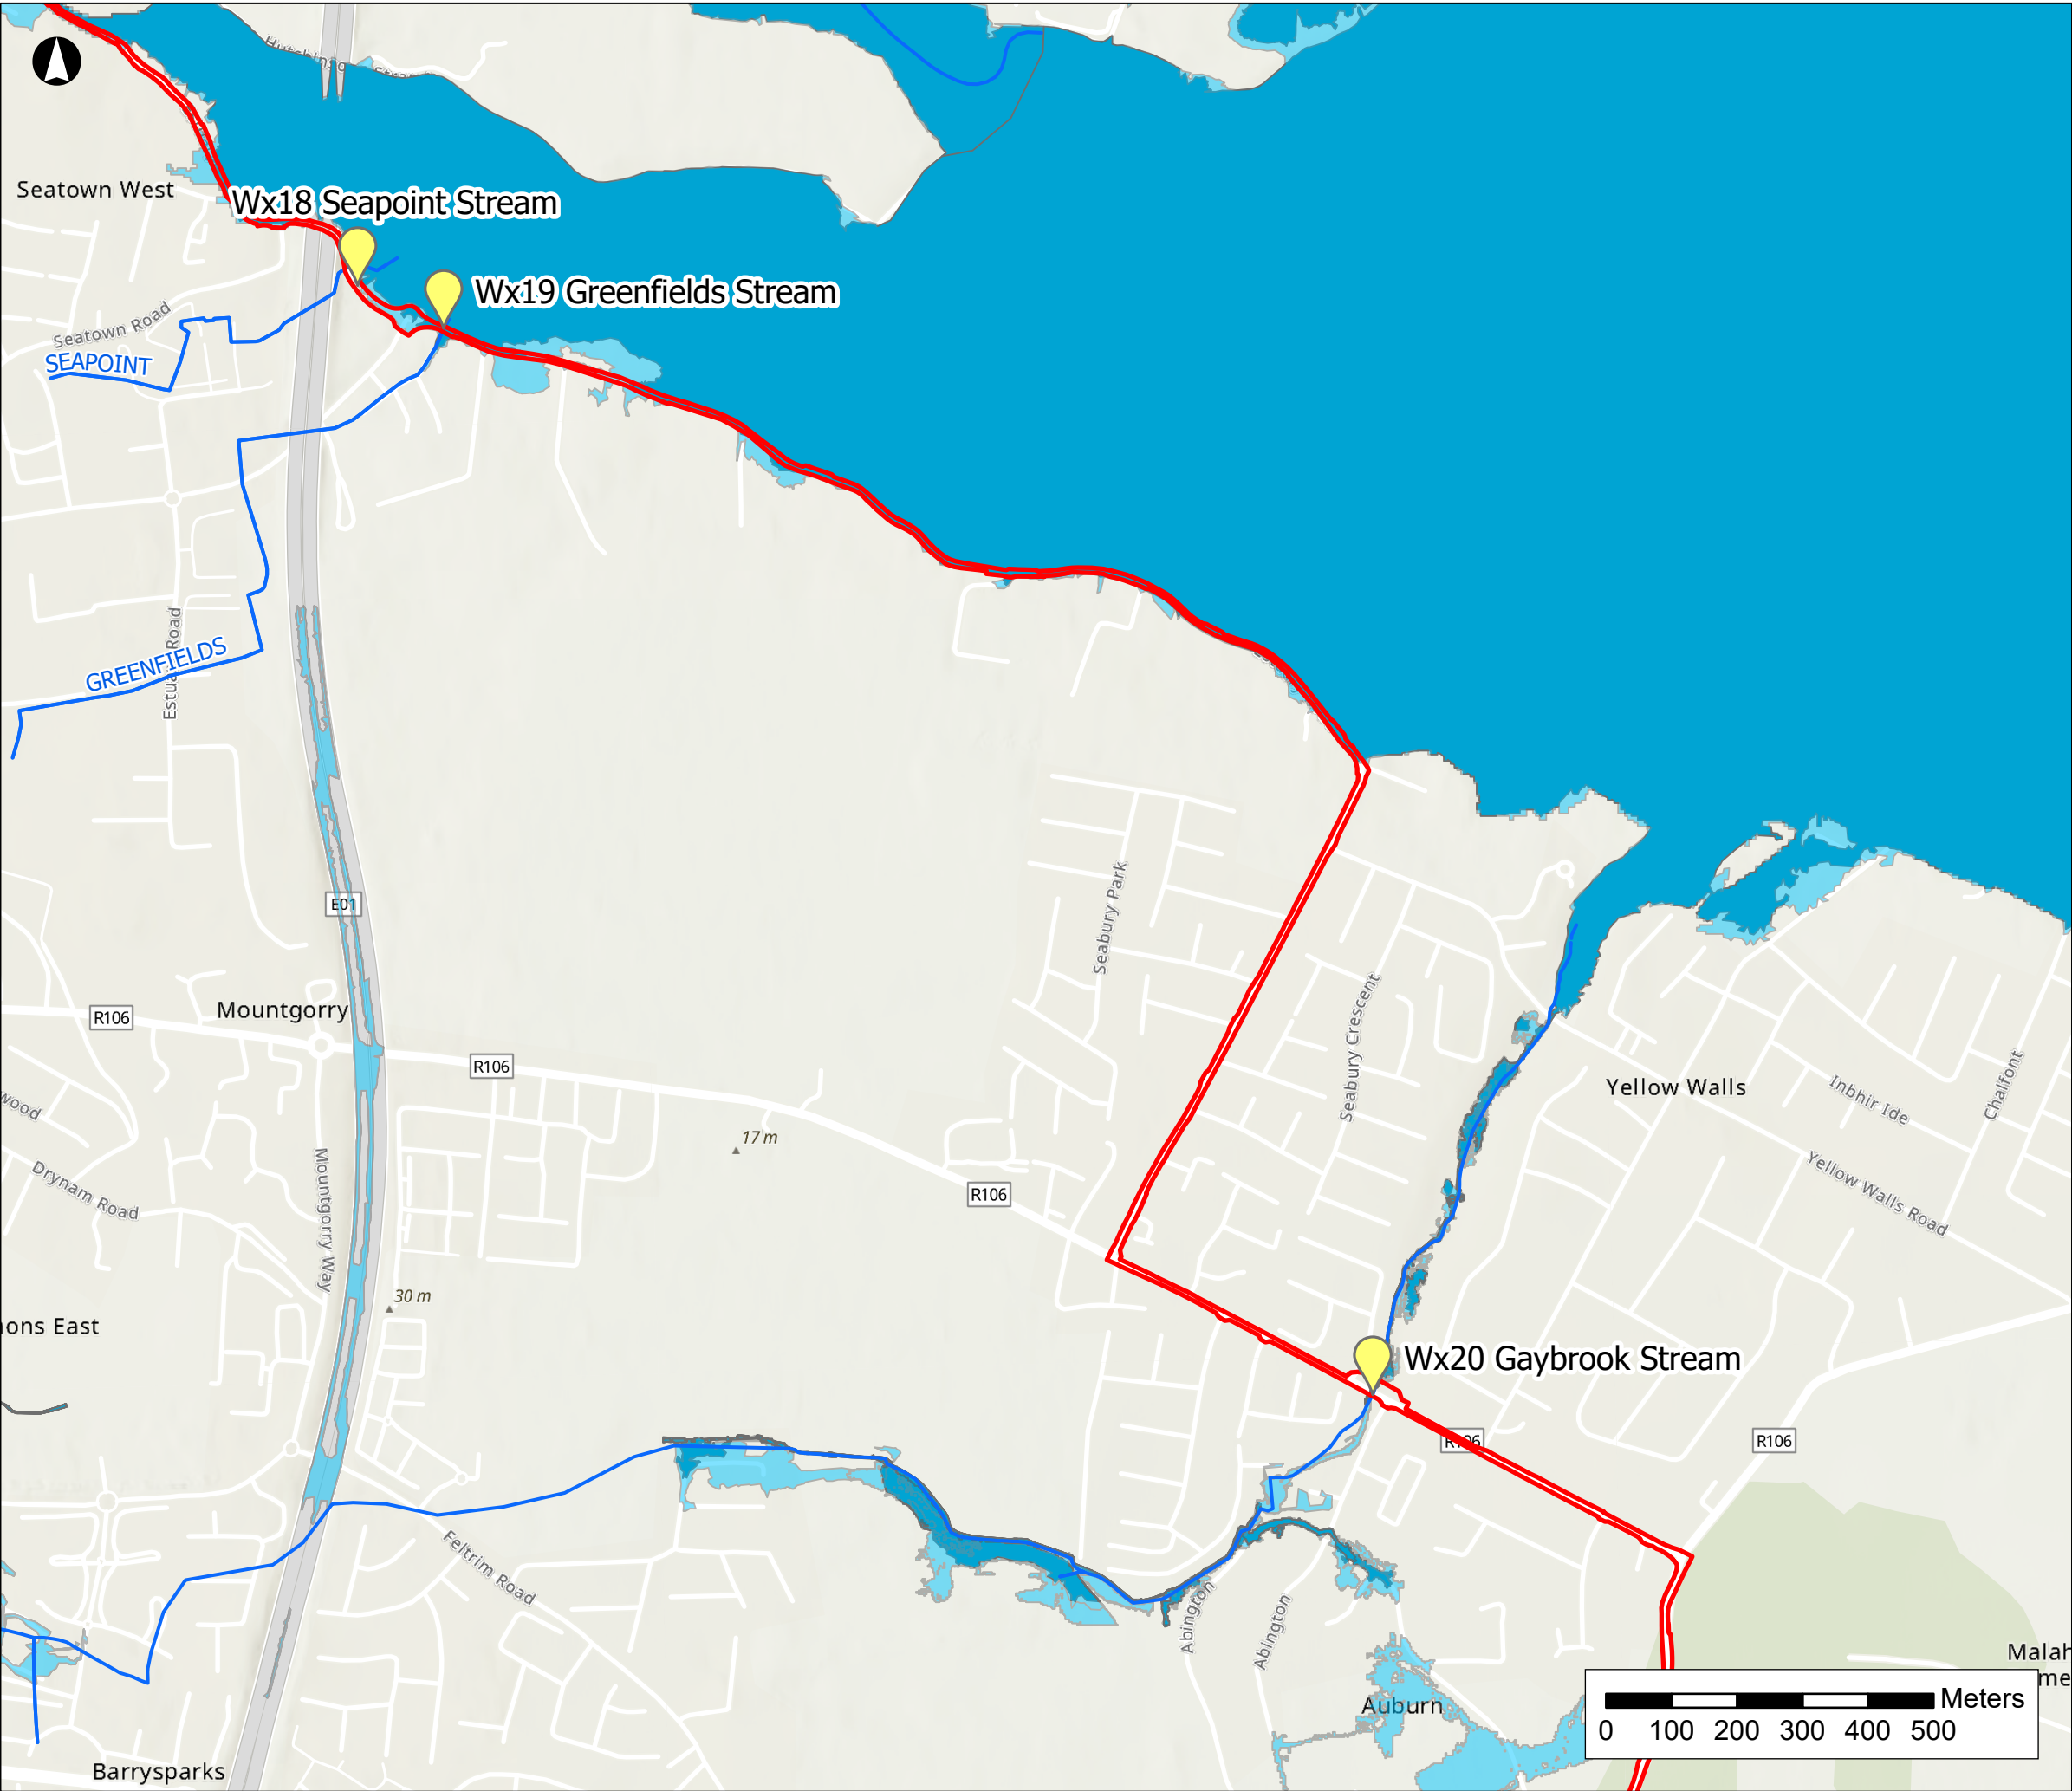 Seatown West
Wx18 Seapoint Stream
Wx19 Greenfields Stream
Seatown Road
SEAPOINT
GREENFIELDS
Road
Seabury Park
E01
Seabury Crescent
Mountgorry
R106
R106
Yellow Walls
Inbhir Ide
Chalfont
17 m
Drynam Road
Mountgorry Way
R106
Yellow Walls Road
30 m
Wx20 Gaybrook Stream
R106
R106
Feltrim Road
Abington
Abington
Auburn
Barrysparks
Meters
0 100 200 300 400 500